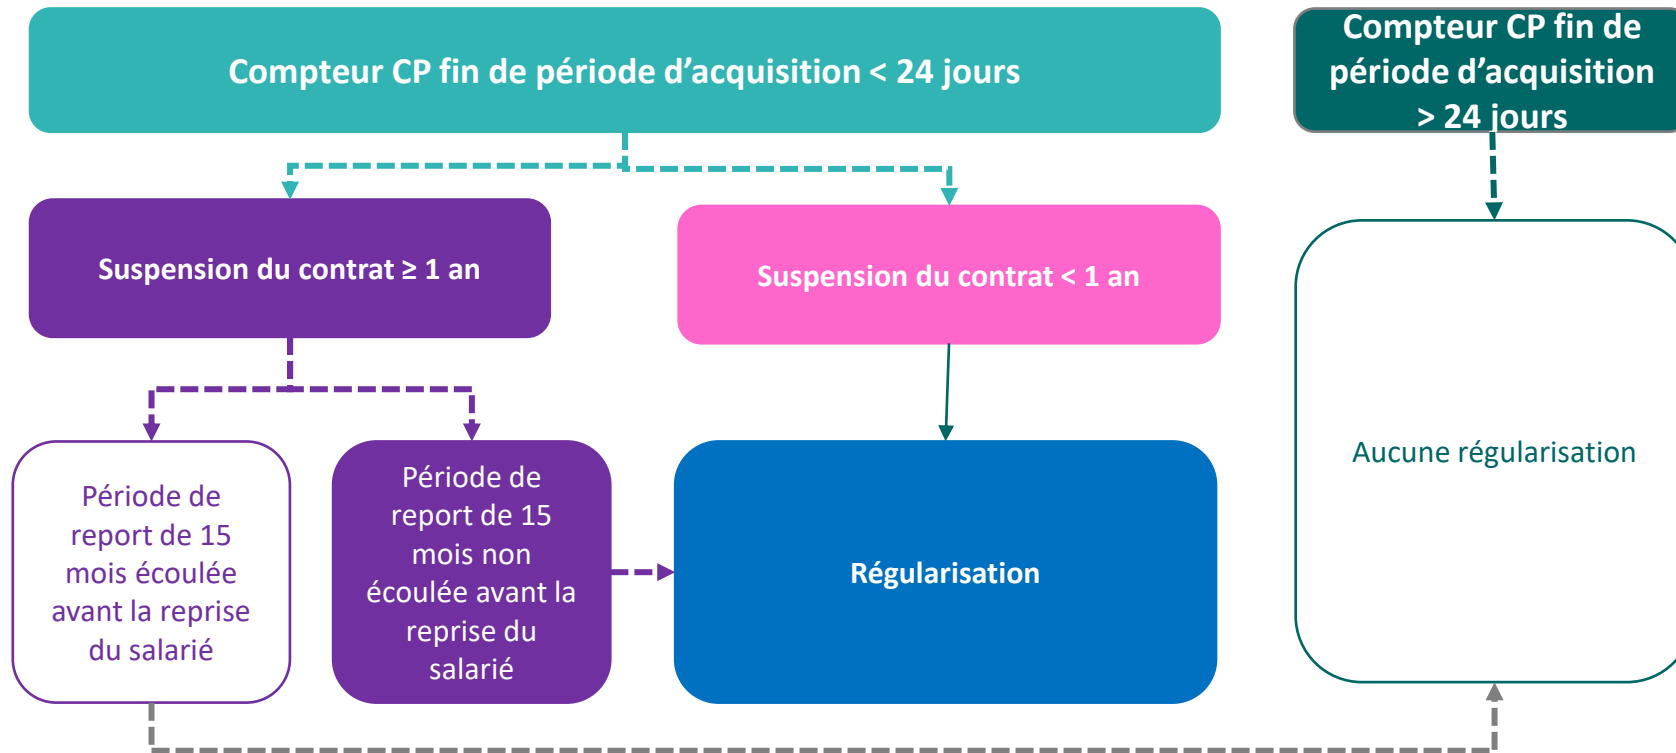 Compteur CP fin de période d’acquisition < 24 jours
Compteur CP fin de
période d’acquisition
> 24 jours
Suspension du contrat ≥ 1 an
Suspension du contrat < 1 an
Période de
report de 15
mois écoulée
avant la reprise
du salarié
Période de
report de 15
mois non
écoulée avant la
reprise du
salarié
Régularisation
Aucune régularisation